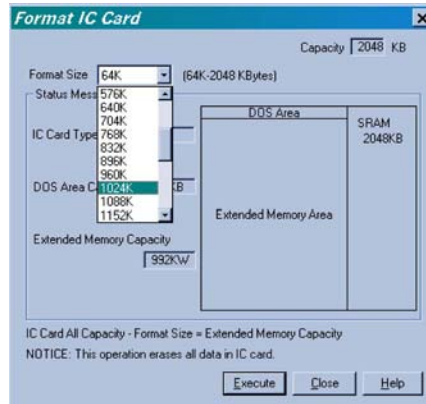 Format IC Card
Capacity 2048 KB
Format Size 64K (64K-2048 KBytes)
Status Mess
576K
640K
704K
768K
832K
896K
960K
1024K
1088K
1152K
IC Card Type
DOS Area C
KB
Extended Memory Capacity
992KW
DOS Area
Extended Memory Area
SRAM
2048KB
IC Card All Capacity - Format Size = Extended Memory Capacity
NOTICE: This operation erases all data in IC card.
Execute Close Help